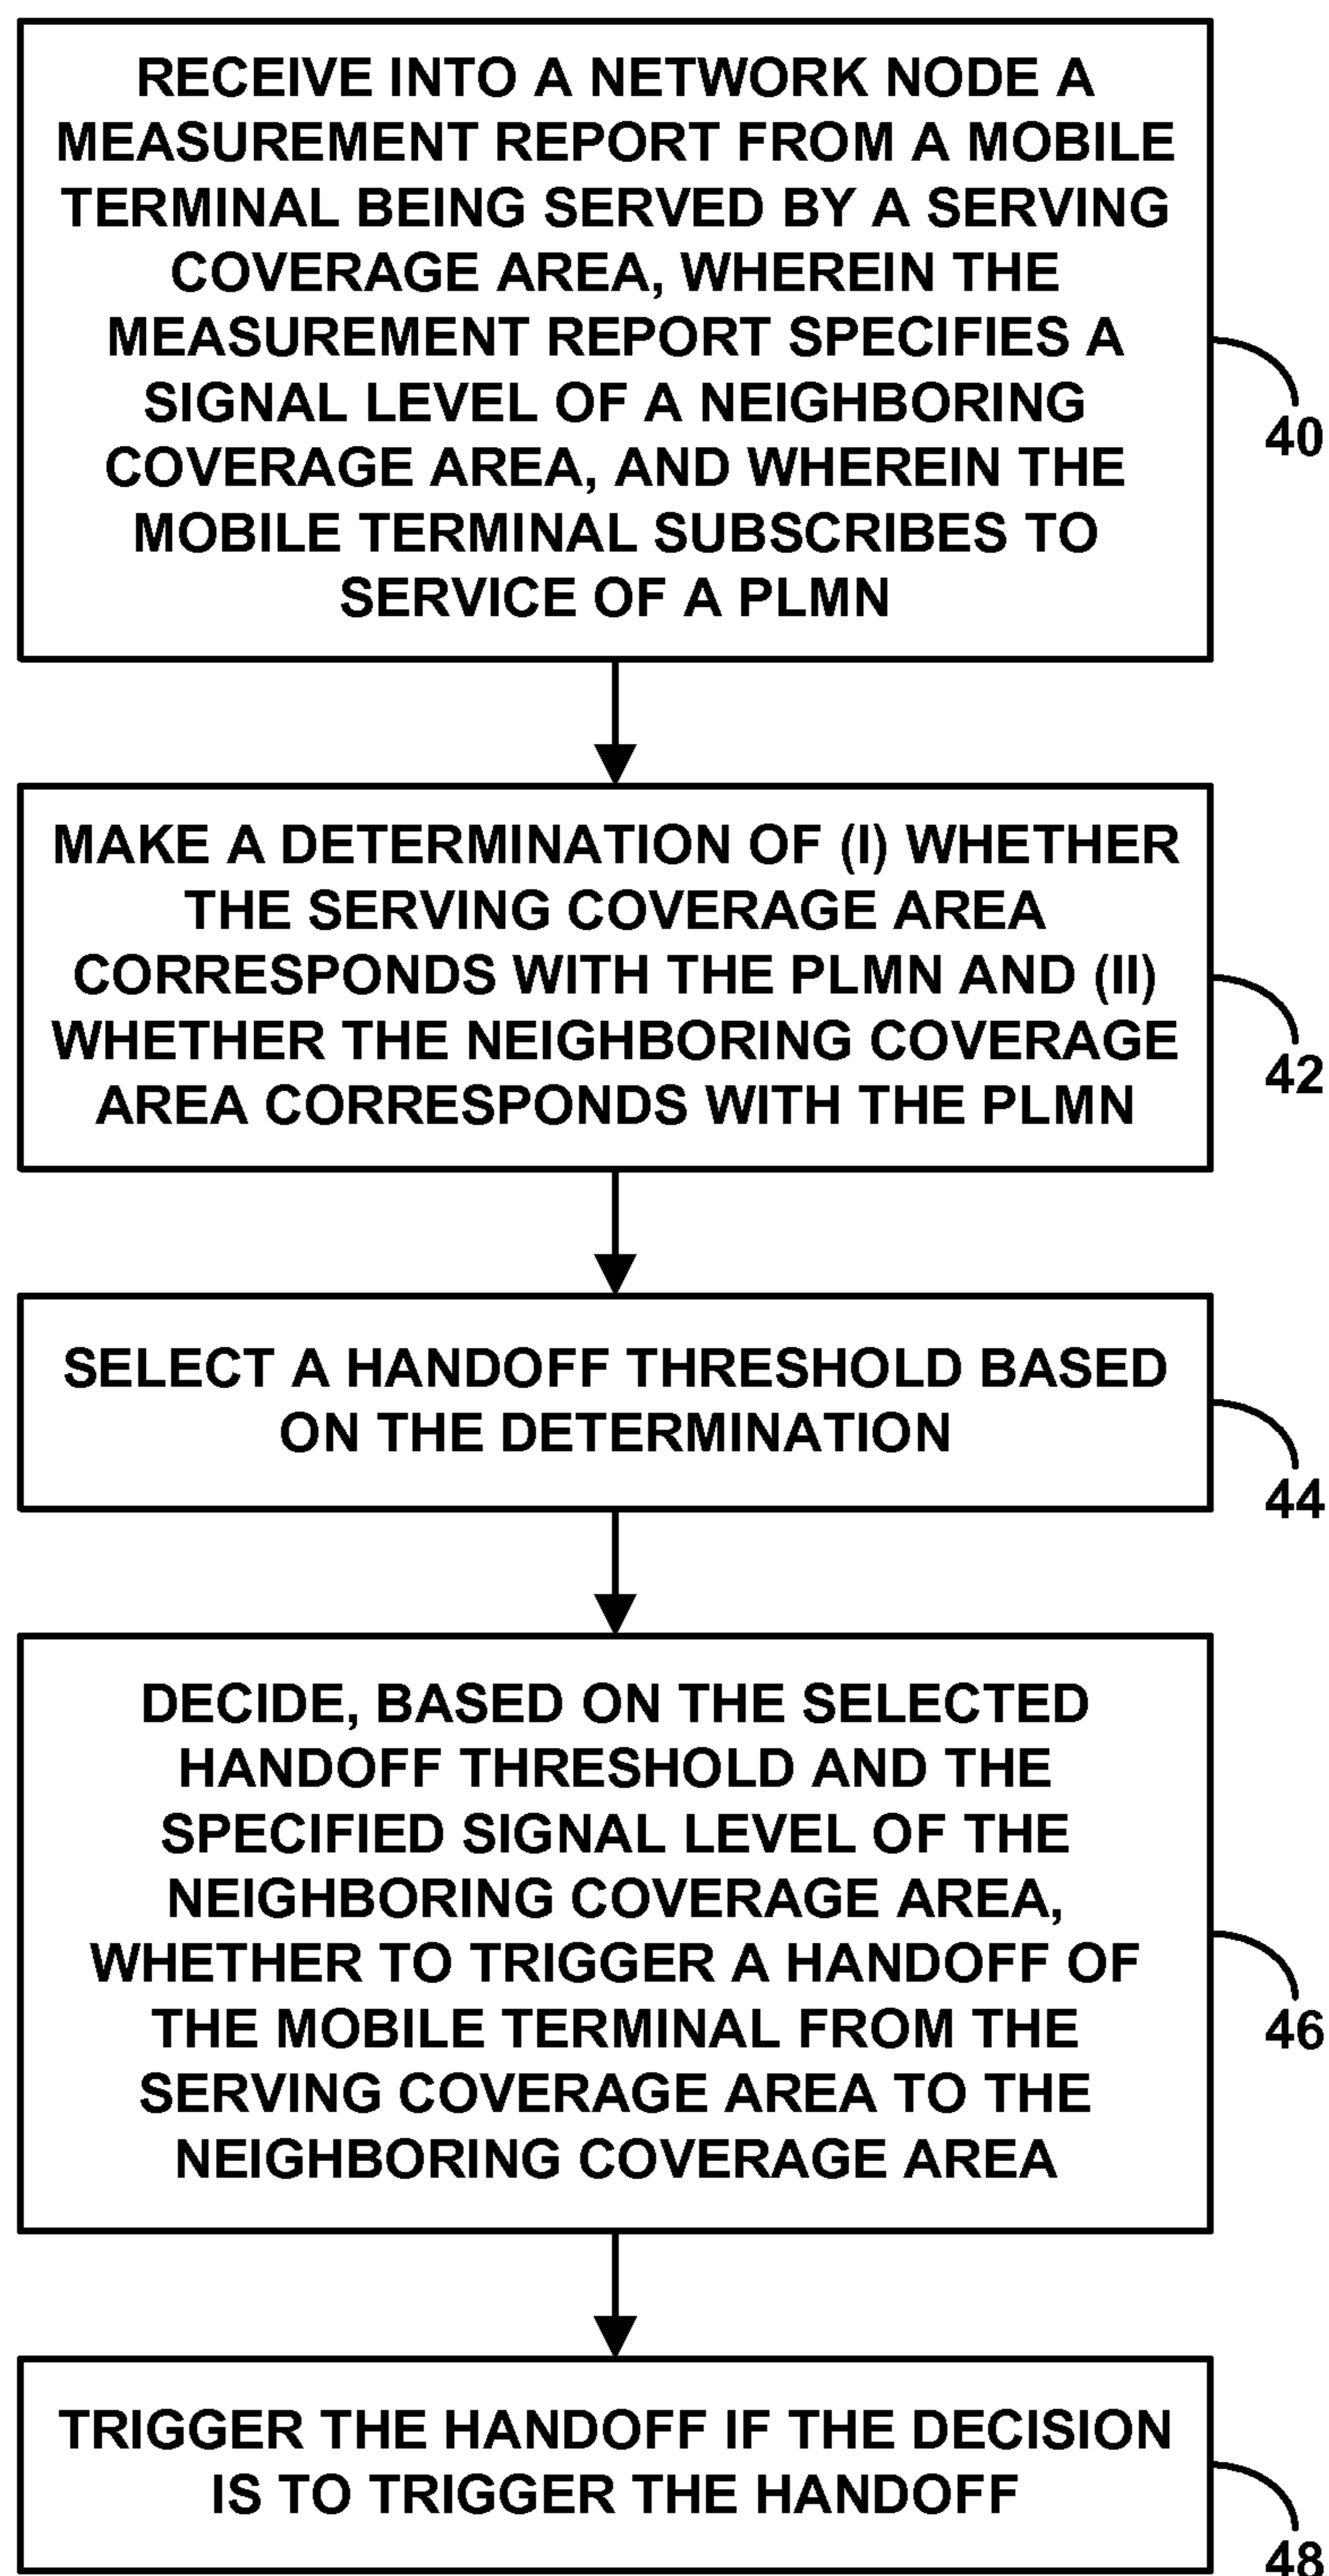 RECEIVE INTO A NETWORK NODE A
MEASUREMENT REPORT FROM A MOBILE
TERMINAL BEING SERVED BY A SERVING
COVERAGE AREA, WHEREIN THE
MEASUREMENT REPORT SPECIFIES A
SIGNAL LEVEL OF A NEIGHBORING
COVERAGE AREA, AND WHEREIN THE
MOBILE TERMINAL SUBSCRIBES TO
SERVICE OF A PLMN
40
MAKE A DETERMINATION OF (I) WHETHER
THE SERVING COVERAGE AREA
CORRESPONDS WITH THE PLMN AND (II)
WHETHER THE NEIGHBORING COVERAGE
AREA CORRESPONDS WITH THE PLMN
42
SELECT A HANDOFF THRESHOLD BASED
ON THE DETERMINATION
44
DECIDE, BASED ON THE SELECTED
HANDOFF THRESHOLD AND THE
SPECIFIED SIGNAL LEVEL OF THE
NEIGHBORING COVERAGE AREA,
WHETHER TO TRIGGER A HANDOFF OF
THE MOBILE TERMINAL FROM THE
SERVING COVERAGE AREA TO THE
NEIGHBORING COVERAGE AREA
46
TRIGGER THE HANDOFF IF THE DECISION
IS TO TRIGGER THE HANDOFF
48